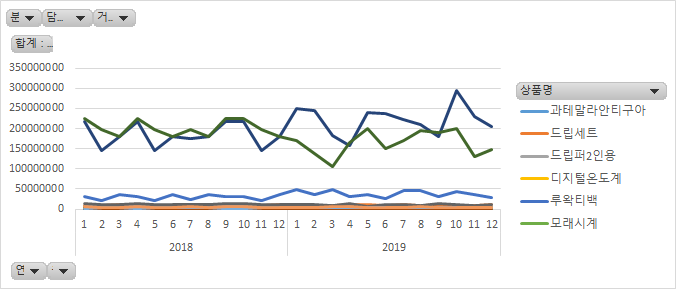 분 담... 거...
합계 : ...
350000000
300000000
250000000
200000000
150000000
100000000
50000000
0
1 2 3 4 5 6 7 8 9 10 11 12 1 2 3 4 5 6 7 8 9 10 11 12
2018 2019
상품명
과테말라안티구아
드립세트
드립퍼2인용
디지털온도계
루왁티백
모래시계
연